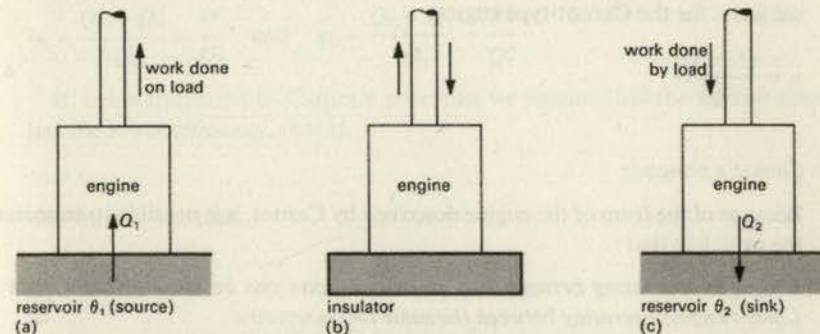 work done
on load
work done
by load
engine
engine
engine
Q₁
Q₂
reservoir θ₁ (source)
insulator
reservoir θ₂ (sink)
(a)
(b)
(c)